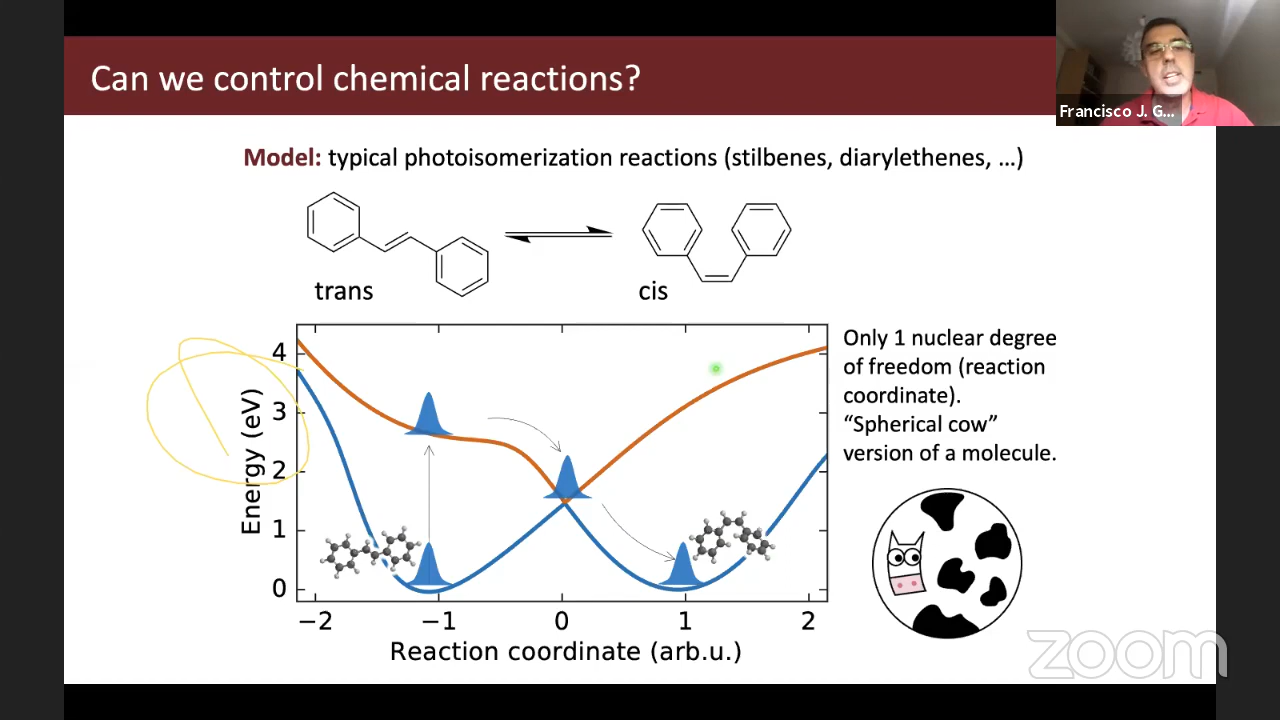 Can we control chemical reactions?
Francisco J. G...
Model: typical photoisomerization reactions (stilbenes, diarylethenes, ...)
trans
cis
Energy (eV)
4
3
2
1
0
−2
−1
0
1
2
Reaction coordinate (arb.u.)
Only 1 nuclear degree
of freedom (reaction
coordinate).
“Spherical cow”
version of a molecule.
zoom